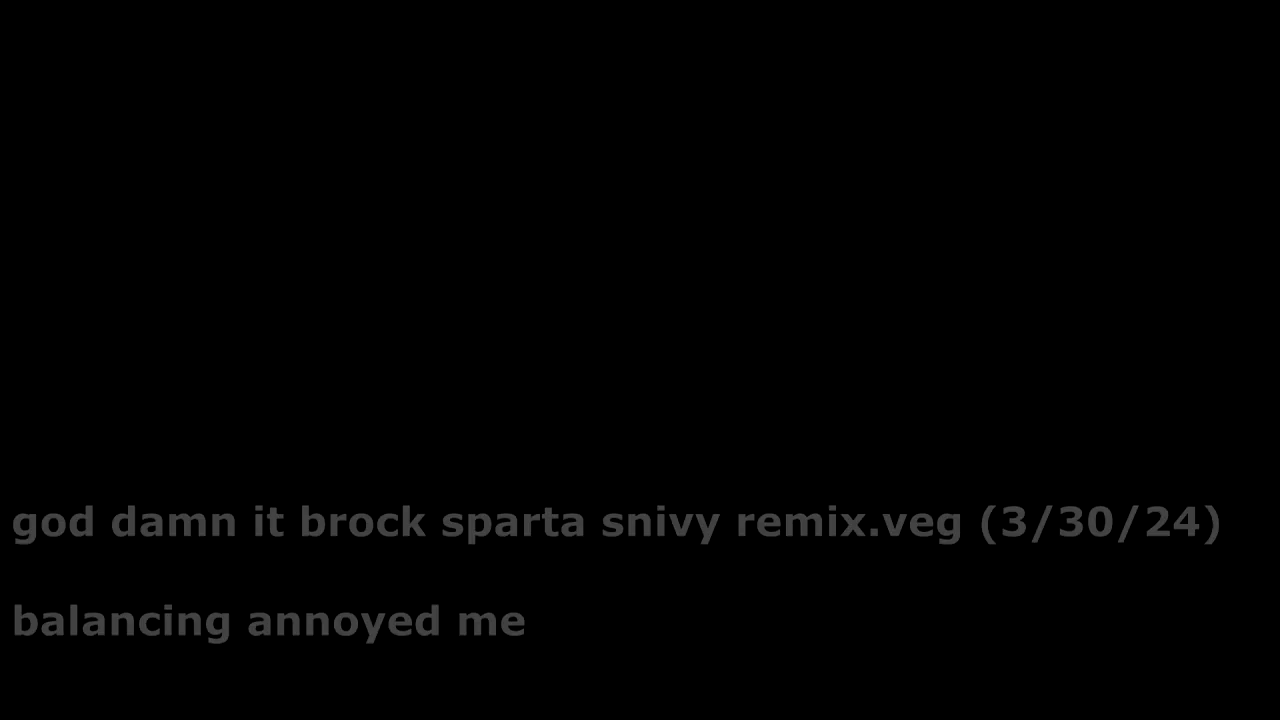 god damn it brock sparta snivy remix.veg (3/30/24)
balancing annoyed me